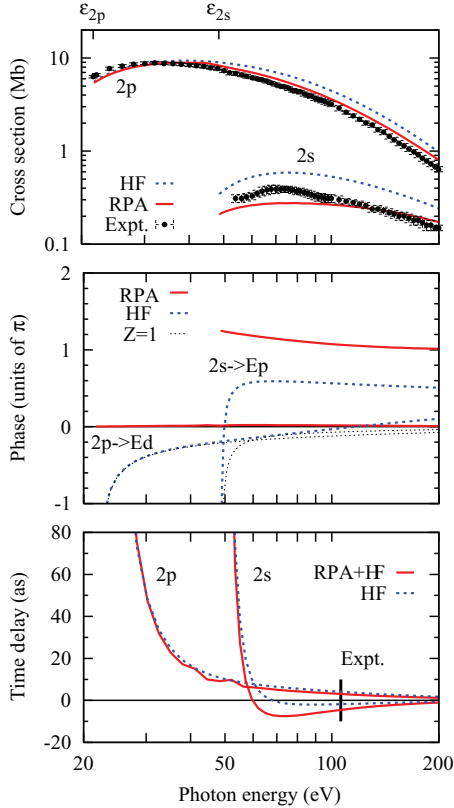 ε2p ε2s
Cross section (Mb)
10
1
0.1
2p
2s
HF
RPA
Expt.
Phase (units of π)
2
1
0
-1
RPA
HF
Z=1
2s->Ep
2p->Ed
Time delay (as)
80
60
40
20
0
-20
2p 2s
RPA+HF
HF
Expt.
20 50 100 200
Photon energy (eV)